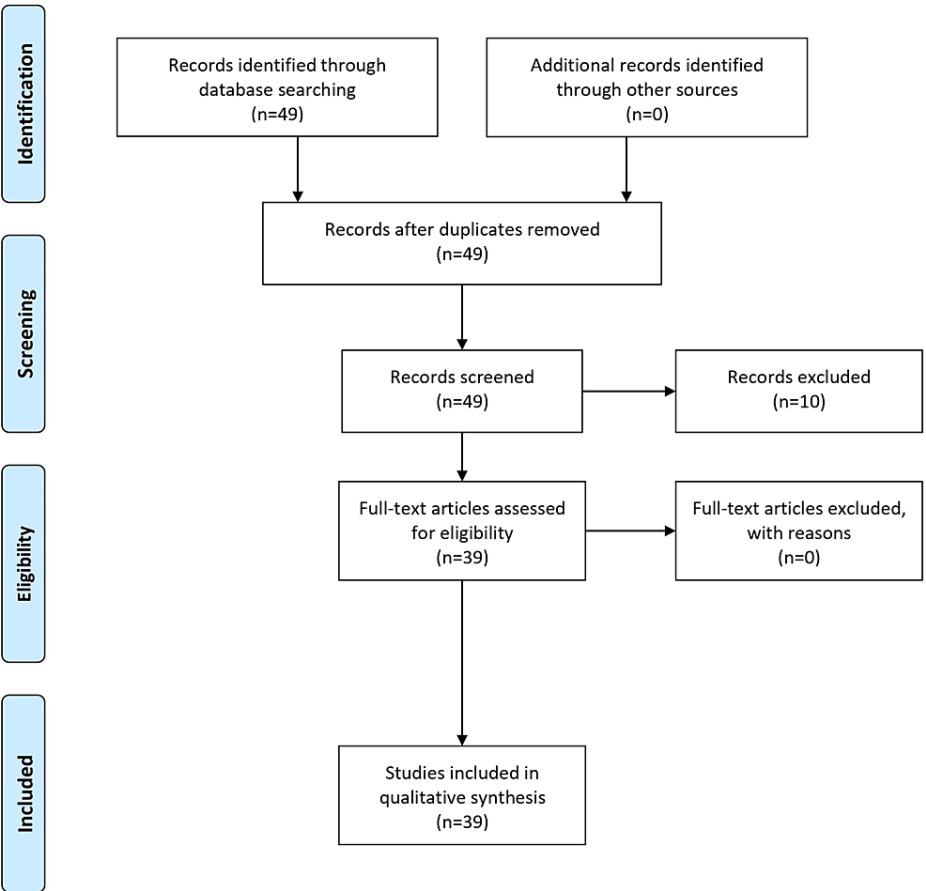 Identification
Records identified through
database searching
(n=49)
Additional records identified
through other sources
(n=0)
Records after duplicates removed
(n=49)
Screening
Records screened
(n=49)
Records excluded
(n=10)
Eligibility
Full-text articles assessed
for eligibility
(n=39)
Full-text articles excluded,
with reasons
(n=0)
Included
Studies included in
qualitative synthesis
(n=39)